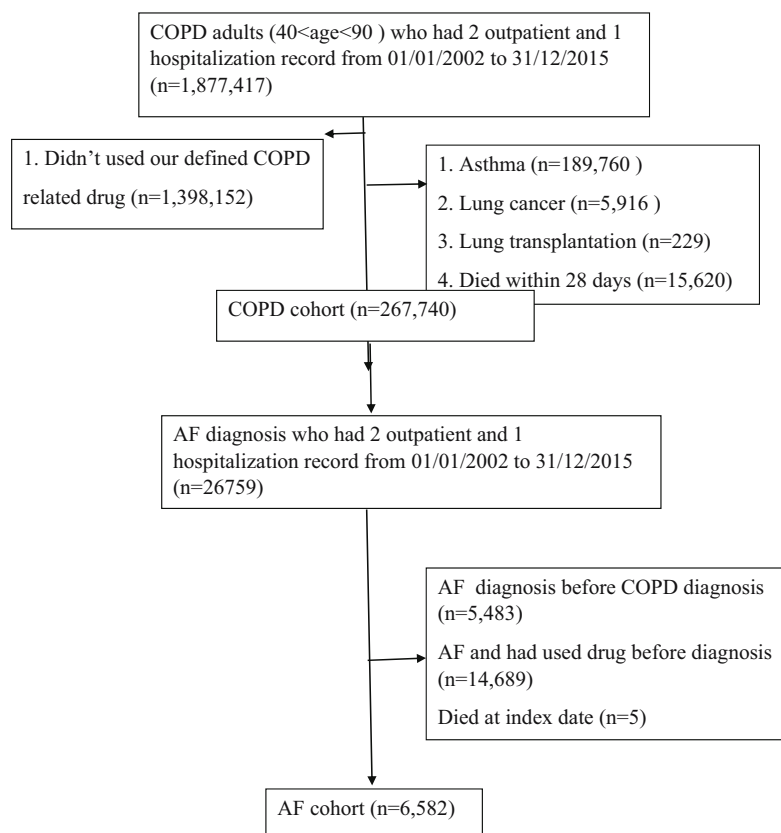 COPD adults (40<age<90 ) who had 2 outpatient and 1
hospitalization record from 01/01/2002 to 31/12/2015
(n=1,877,417)
1. Didn't used our defined COPD
related drug (n=1,398,152)
1. Asthma (n=189,760 )
2. Lung cancer (n=5,916 )
3. Lung transplantation (n=229)
4. Died within 28 days (n=15,620)
COPD cohort (n=267,740)
AF diagnosis who had 2 outpatient and 1
hospitalization record from 01/01/2002 to 31/12/2015
(n=26759)
AF diagnosis before COPD diagnosis
(n=5,483)
AF and had used drug before diagnosis
(n=14,689)
Died at index date (n=5)
AF cohort (n=6,582)